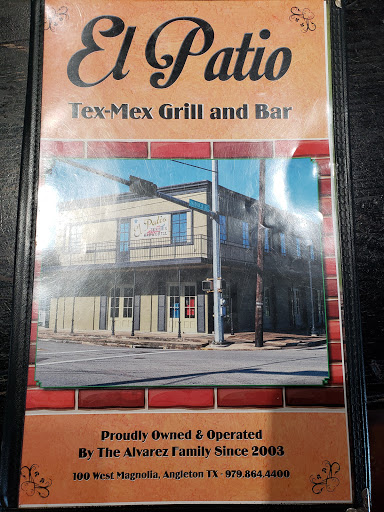 El Patio
Tex-Mex Grill and Bar
El Patio
Proudly Owned & Operated
By The Alvarez Family Since 2003
100 West Magnolia, Angleton TX - 979.864.4400